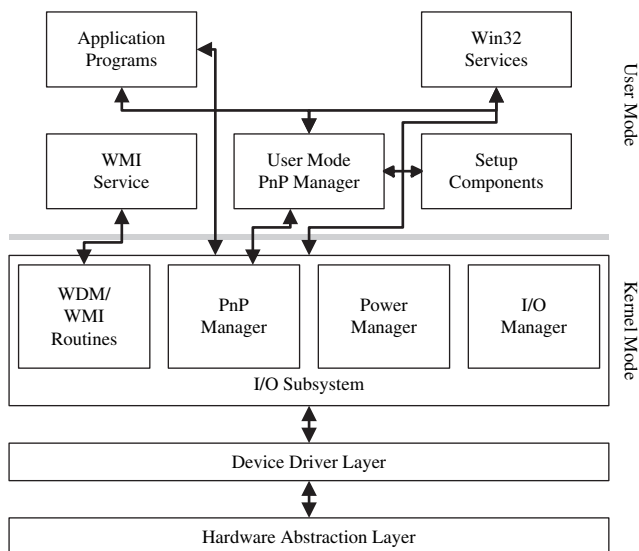 Application
Programs
Win32
Services
User Mode
WMI
Service
User Mode
PnP Manager
Setup
Components
WDM/
WMI
Routines
PnP
Manager
Power
Manager
I/O
Manager
Kernel Mode
I/O Subsystem
Device Driver Layer
Hardware Abstraction Layer